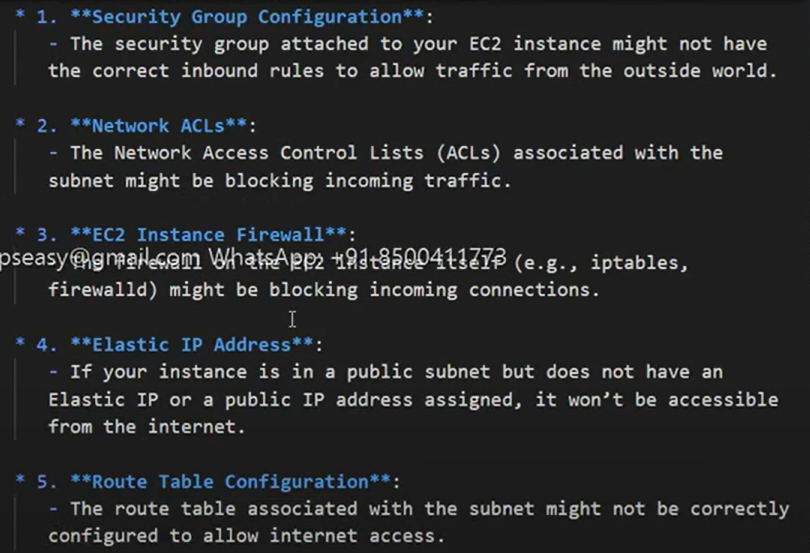 * 1. **Security Group Configuration**:
- The security group attached to your EC2 instance might not have
the correct inbound rules to allow traffic from the outside world.
* 2. **Network ACLs**:
- The Network Access Control Lists (ACLs) associated with the
subnet might be blocking incoming traffic.
* 3. **EC2 Instance Firewall**:
pseasy@gmail.com WhatsApp: +91 8500411773
- The firewall on the EC2 instance itself (e.g., iptables,
firewalld) might be blocking incoming connections.
* 4. **Elastic IP Address**:
- If your instance is in a public subnet but does not have an
Elastic IP or a public IP address assigned, it won’t be accessible
from the internet.
* 5. **Route Table Configuration**:
- The route table associated with the subnet might not be correctly
configured to allow internet access.